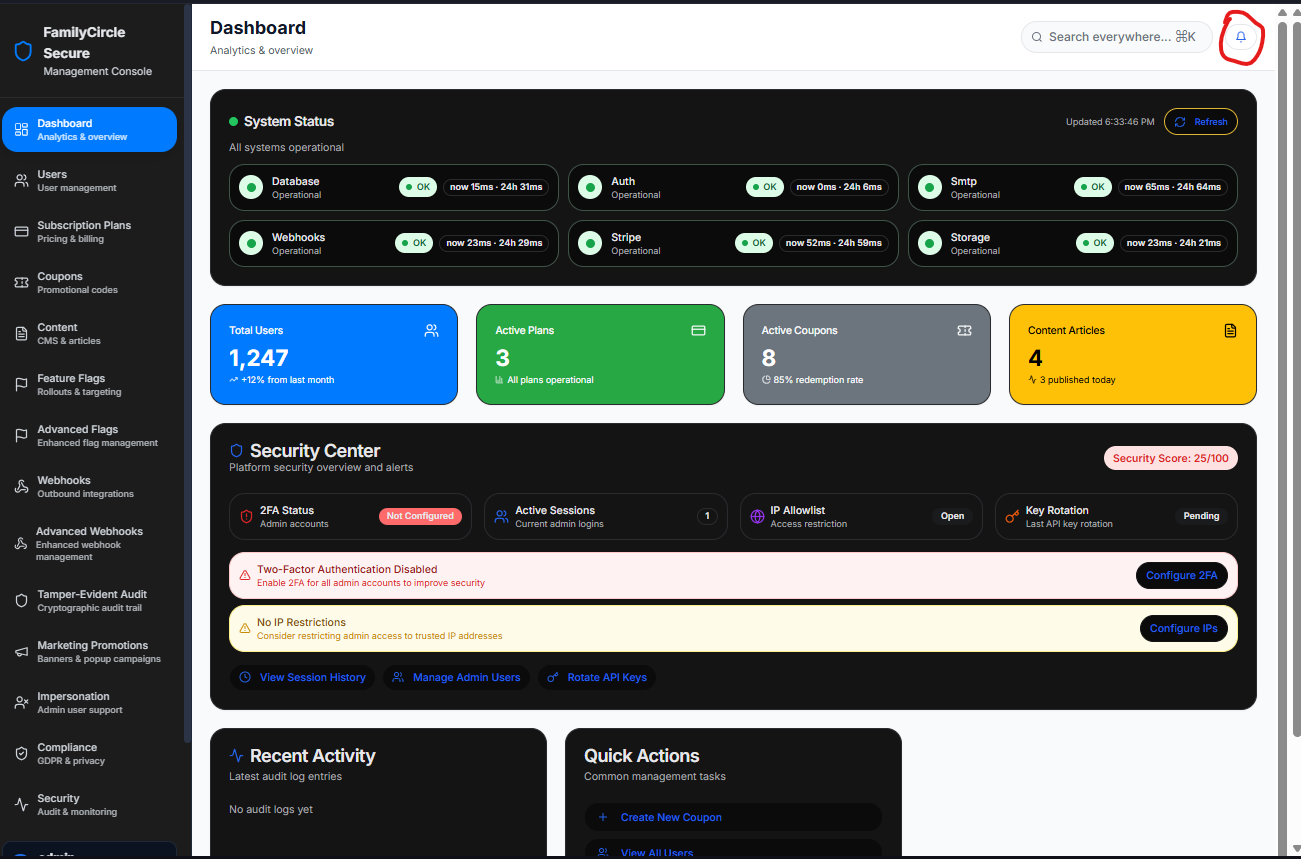 FamilyCircle
Secure
Management Console
Dashboard
Analytics & overview
Users
User management
Subscription Plans
Pricing & billing
Coupons
Promotional codes
Content
CMS & articles
Feature Flags
Rollouts & targeting
Advanced Flags
Enhanced flag management
Webhooks
Outbound integrations
Advanced Webhooks
Enhanced webhook
management
Tamper-Evident Audit
Cryptographic audit trail
Marketing Promotions
Banners & popup campaigns
Impersonation
Admin user support
Compliance
GDPR & privacy
Security
Audit & monitoring
admin
Dashboard
Analytics & overview
Search everywhere... ⌘K
System Status
Updated 6:33:46 PM
Refresh
All systems operational
Database
Operational
OK
now 15ms · 24h 31ms
Auth
Operational
OK
now 0ms · 24h 6ms
Smtp
Operational
OK
now 65ms · 24h 64ms
Webhooks
Operational
OK
now 23ms · 24h 29ms
Stripe
Operational
OK
now 52ms · 24h 59ms
Storage
Operational
OK
now 23ms · 24h 21ms
Total Users
1,247
+12% from last month
Active Plans
3
All plans operational
Active Coupons
8
85% redemption rate
Content Articles
4
3 published today
Security Center
Platform security overview and alerts
Security Score: 25/100
2FA Status
Admin accounts
Not Configured
Active Sessions
Current admin logins
1
IP Allowlist
Access restriction
Open
Key Rotation
Last API key rotation
Pending
Two-Factor Authentication Disabled
Enable 2FA for all admin accounts to improve security
Configure 2FA
No IP Restrictions
Consider restricting admin access to trusted IP addresses
Configure IPs
View Session History
Manage Admin Users
Rotate API Keys
Recent Activity
Latest audit log entries
No audit logs yet
Quick Actions
Common management tasks
Create New Coupon
View All Users